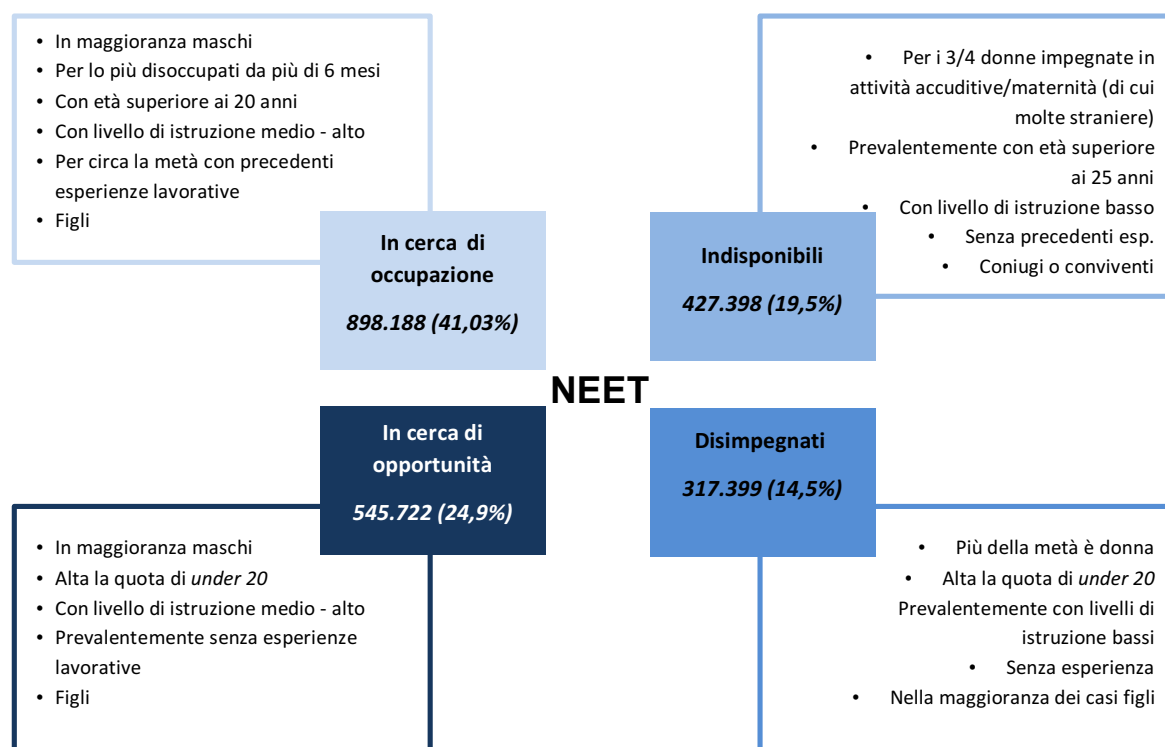 • In maggioranza maschi
• Per lo più disoccupati da più di 6 mesi
• Con età superiore ai 20 anni
• Con livello di istruzione medio - alto
• Per circa la metà con precedenti
esperienze lavorative
• Figli
In cerca di
occupazione
898.188 (41,03%)
• Per i 3/4 donne impegnate in
attività accuditive/maternità (di cui
molte straniere)
• Prevalentemente con età superiore
ai 25 anni
• Con livello di istruzione basso
• Senza precedenti esp.
• Coniugi o conviventi
Indisponibili
427.398 (19,5%)
NEET
In cerca di
opportunità
545.722 (24,9%)
• In maggioranza maschi
• Alta la quota di under 20
• Con livello di istruzione medio - alto
• Prevalentemente senza esperienze
lavorative
• Figli
Disimpegnati
317.399 (14,5%)
• Più della metà è donna
• Alta la quota di under 20
Prevalentemente con livelli di
istruzione bassi
• Senza esperienza
• Nella maggioranza dei casi figli